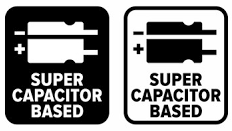 −
+
SUPER
CAPACITOR
BASED
−
+
SUPER
CAPACITOR
BASED